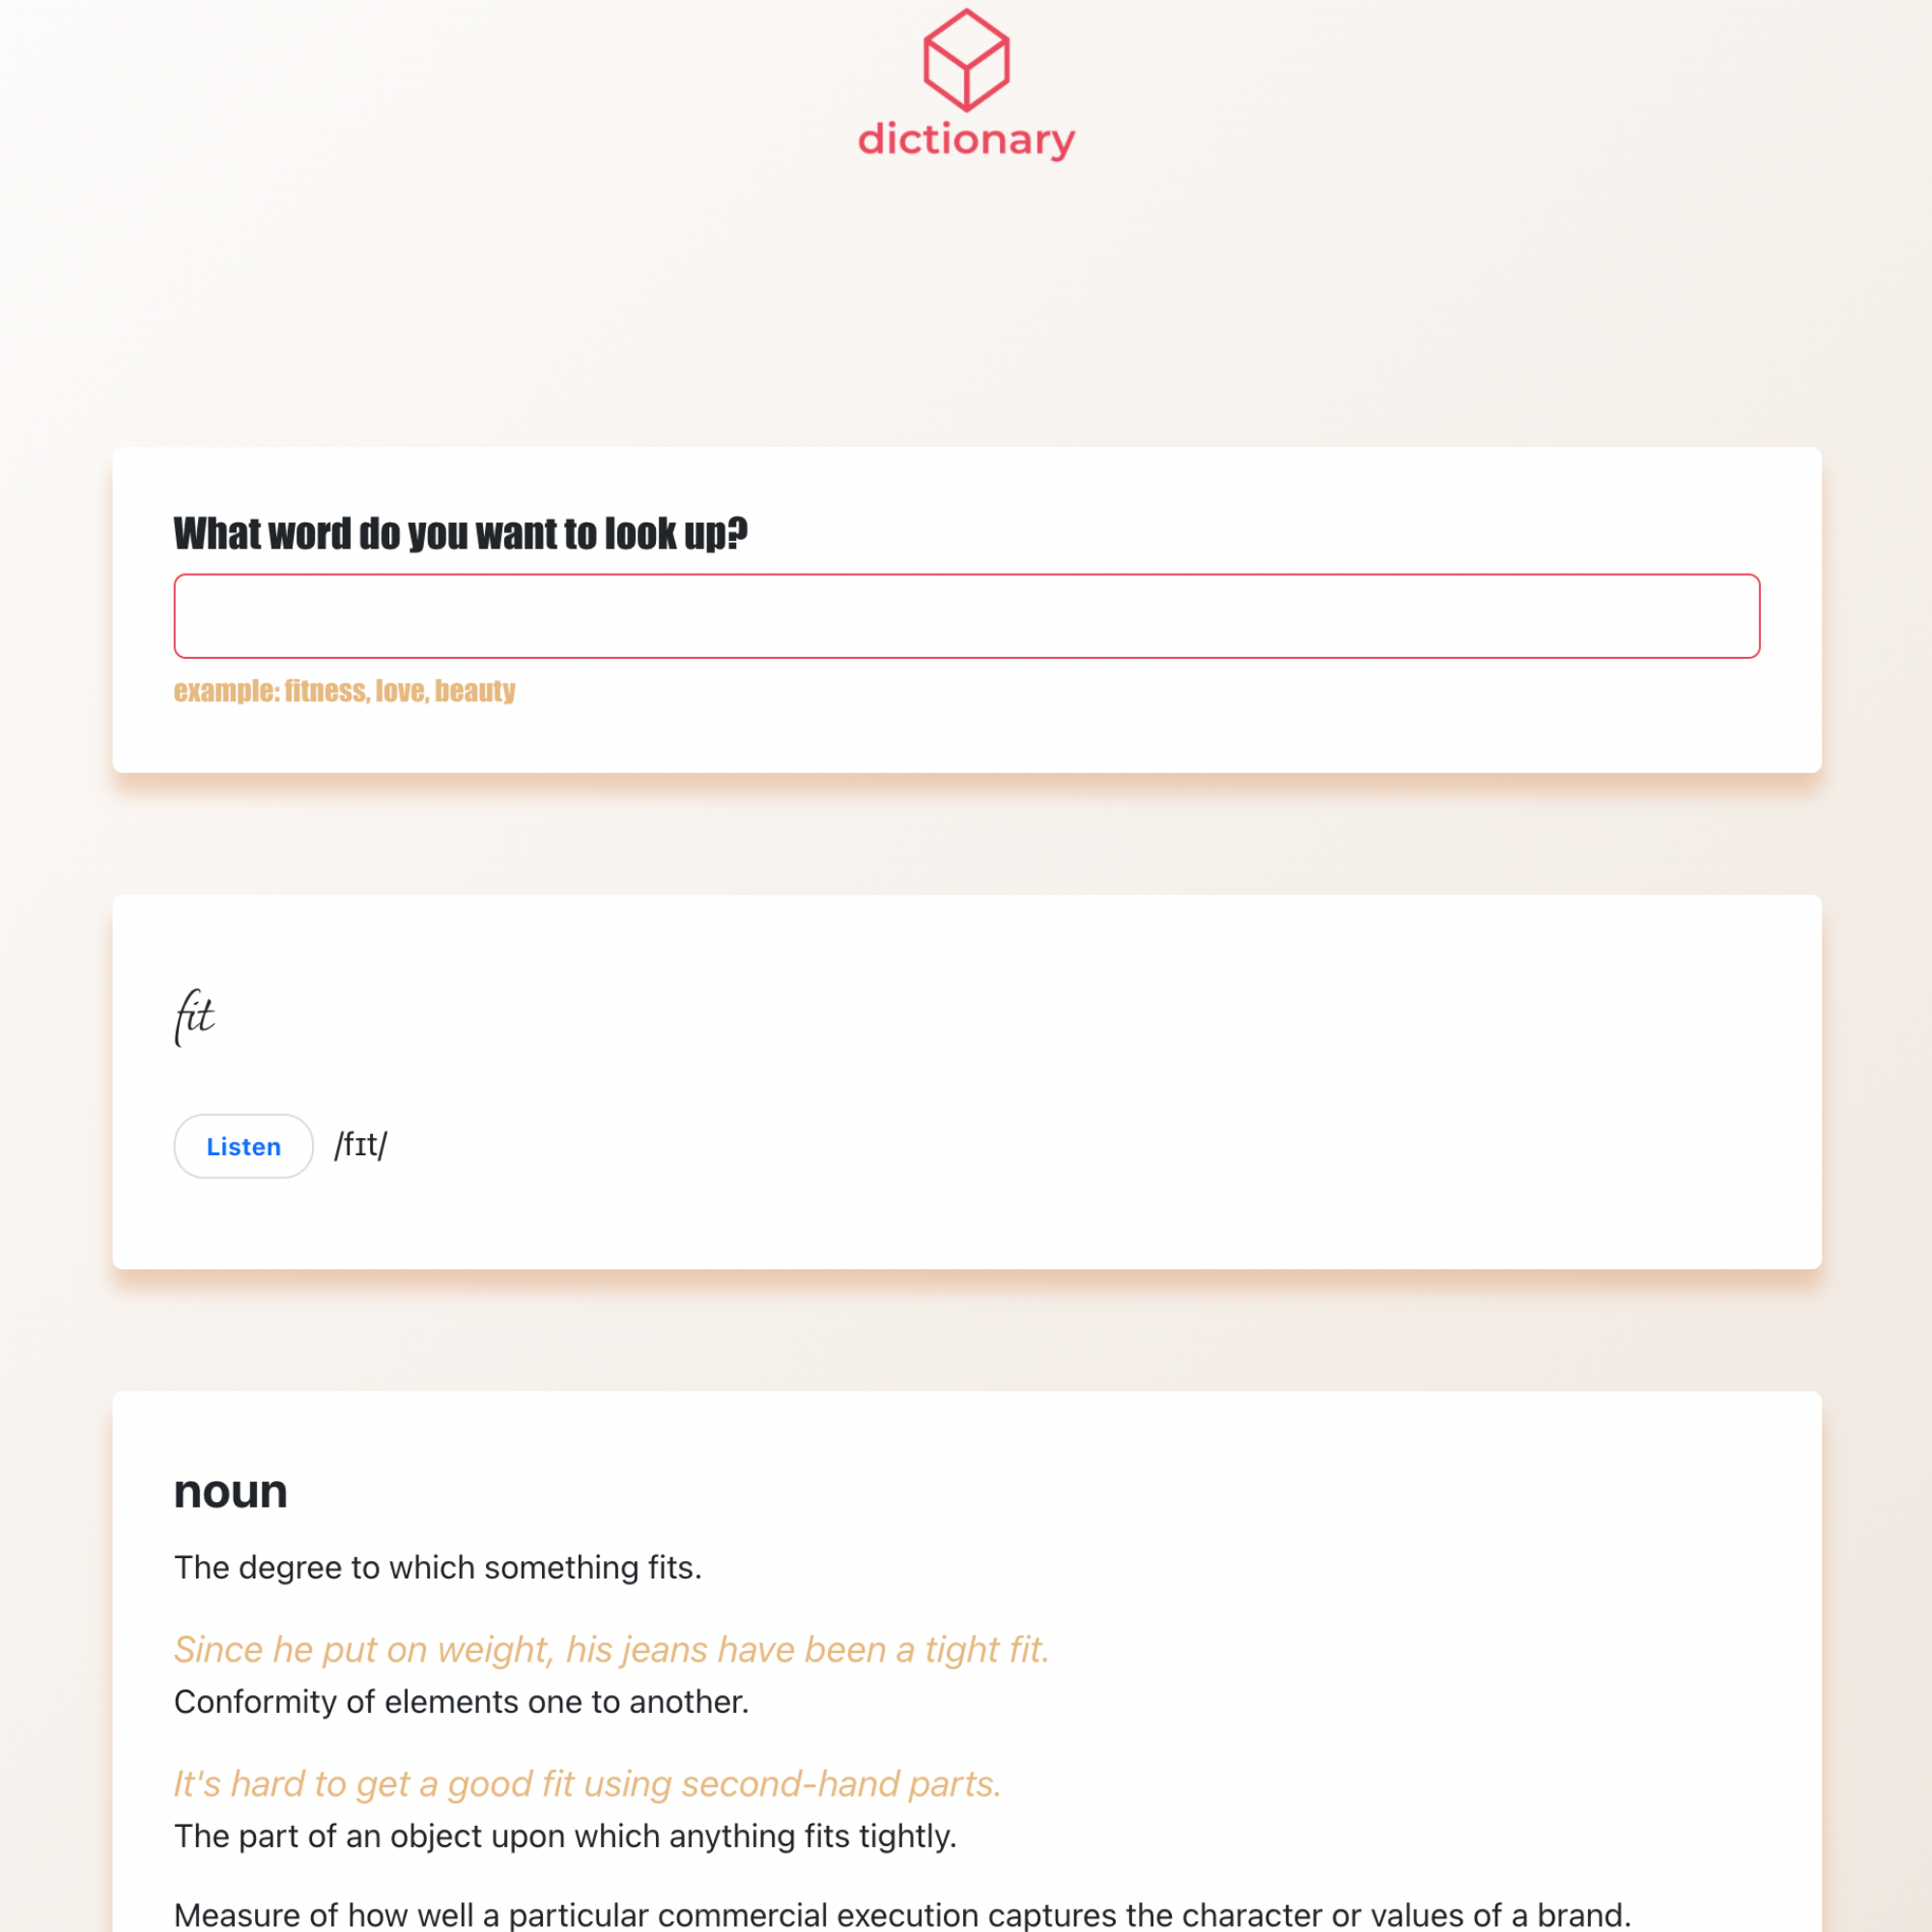 dictionary
What word do you want to look up?
example: fitness, love, beauty
fit
Listen /fɪt/
noun
The degree to which something fits.
Since he put on weight, his jeans have been a tight fit.
Conformity of elements one to another.
It's hard to get a good fit using second-hand parts.
The part of an object upon which anything fits tightly.
Measure of how well a particular commercial execution captures the character or values of a brand.